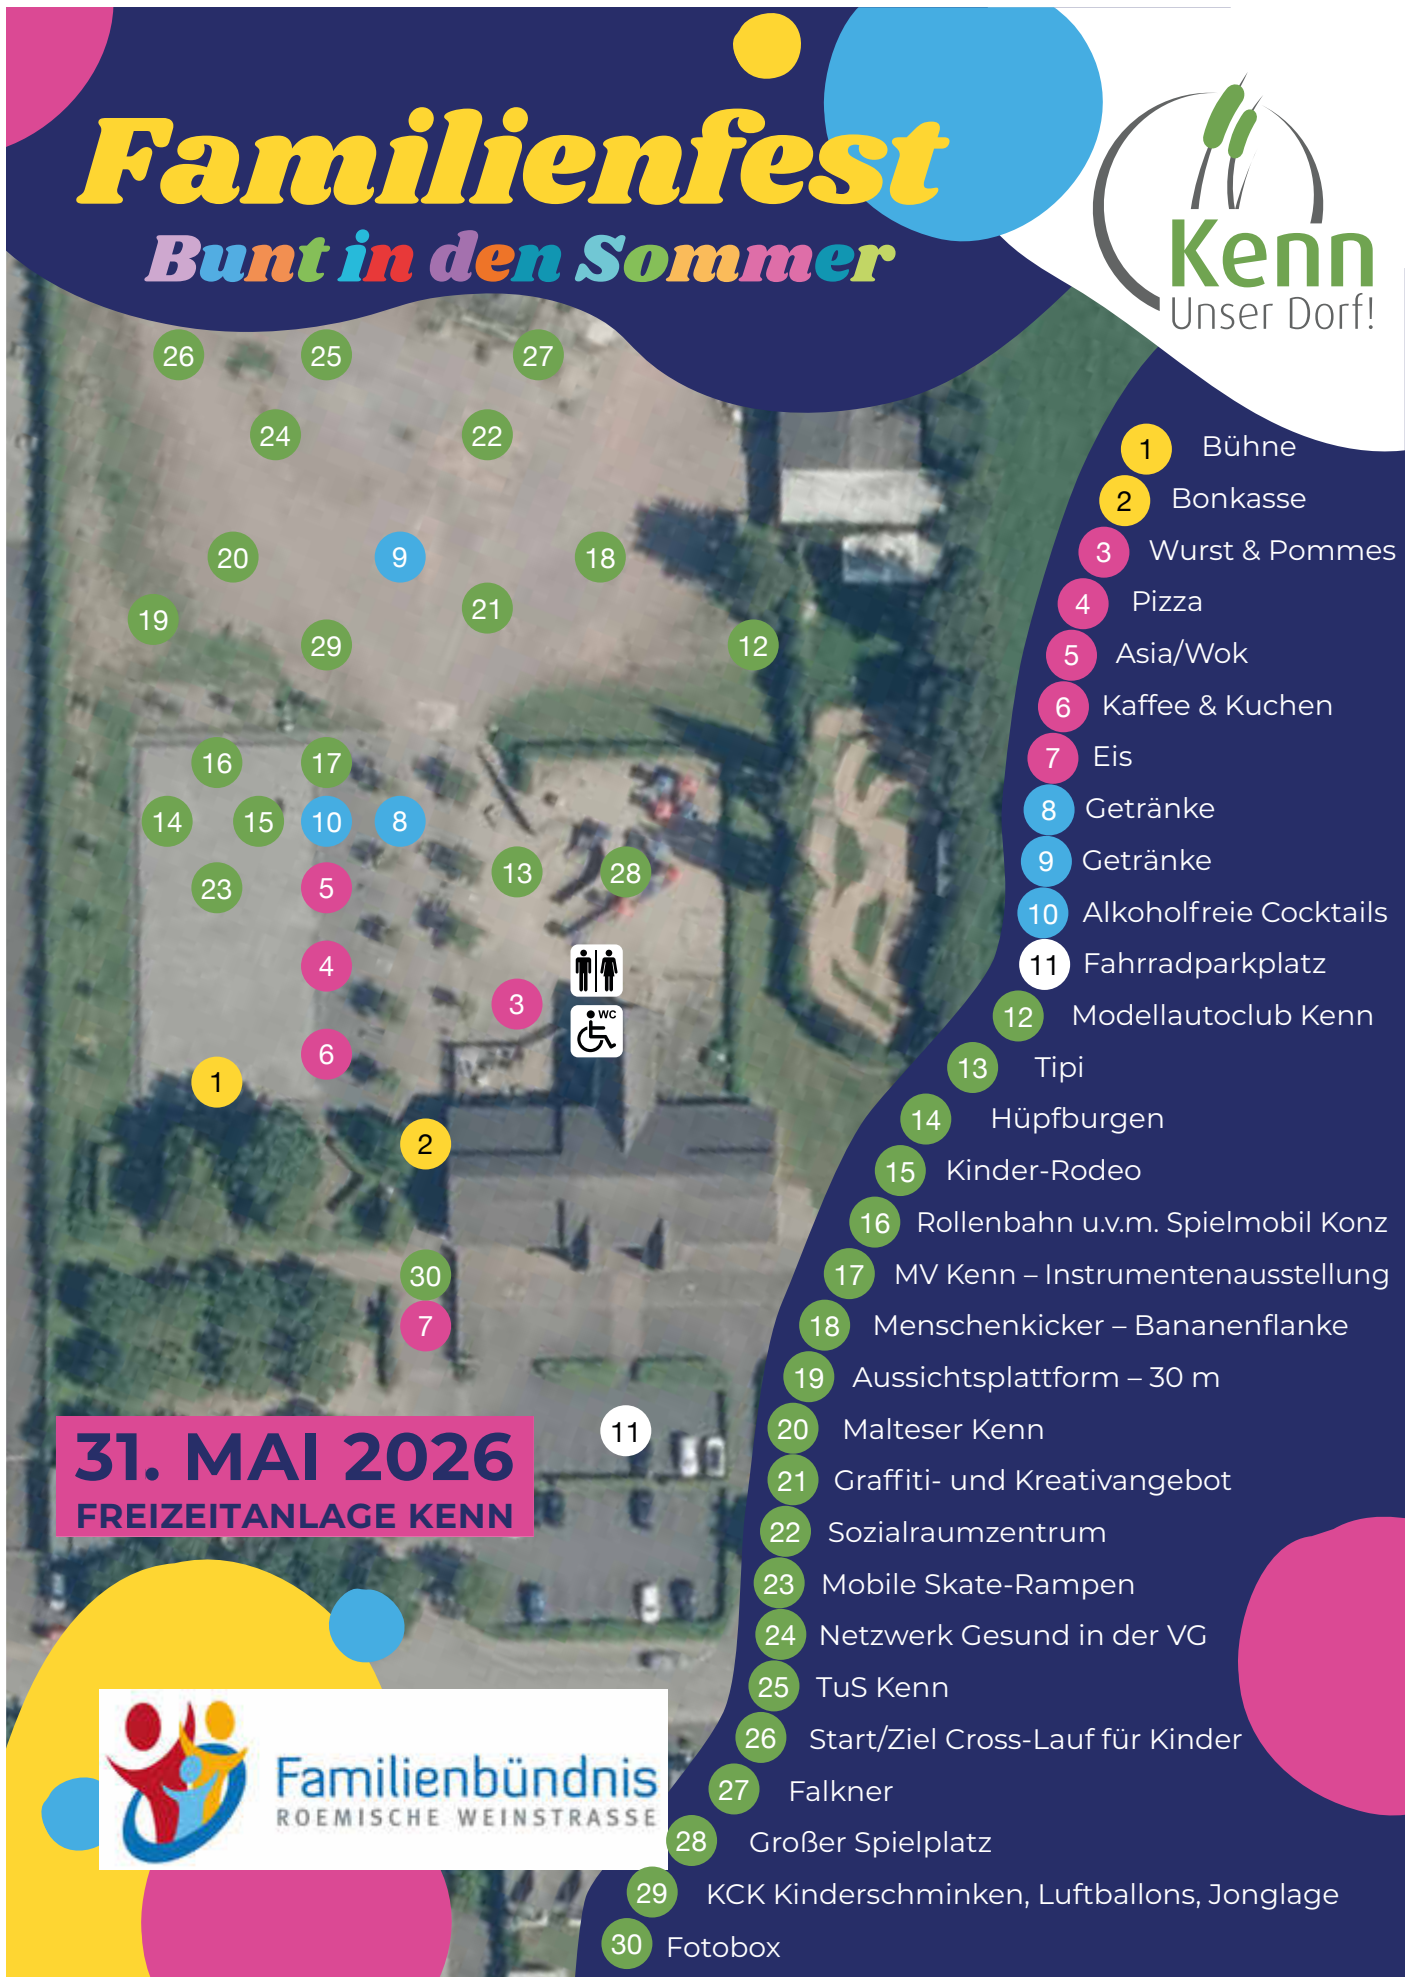 Familienfest
Bunt in den Sommer
Kenn
Unser Dorf!
26 25 27
24 22
20 9 18
19 21
29 12
16 17
14 15 10 8
13 28
23 5
4
3
WC
6
1
2
30
7
11
31. MAI 2026
FREIZEITANLAGE KENN
Familienbündnis
ROEMISCHE WEINSTRASSE
1 Bühne
2 Bonkasse
3 Wurst & Pommes
4 Pizza
5 Asia/Wok
6 Kaffee & Kuchen
7 Eis
8 Getränke
9 Getränke
10 Alkoholfreie Cocktails
11 Fahrradparkplatz
12 Modellautoclub Kenn
13 Tipi
14 Hüpfburgen
15 Kinder-Rodeo
16 Rollenbahn u.v.m. Spielmobil Konz
17 MV Kenn – Instrumentenausstellung
18 Menschenkicker – Bananenflanke
19 Aussichtsplattform – 30 m
20 Malteser Kenn
21 Graffiti- und Kreativangebot
22 Sozialraumzentrum
23 Mobile Skate-Rampen
24 Netzwerk Gesund in der VG
25 TuS Kenn
26 Start/Ziel Cross-Lauf für Kinder
27 Falkner
28 Großer Spielplatz
29 KCK Kinderschminken, Luftballons, Jonglage
30 Fotobox